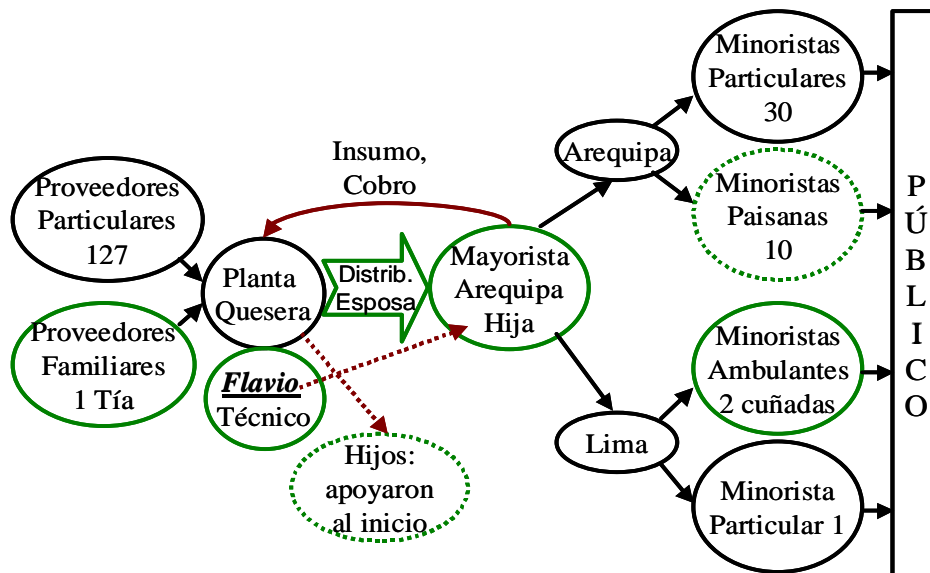 Proveedores
Particulares
127
Proveedores
Familiares
1 Tía
Insumo,
Cobro
Planta
Quesera
Flavio
Técnico
Distrib.
Esposa
Hijos:
apoyaron
al inicio
Mayorista
Arequipa
Hija
Arequipa
Lima
Minoristas
Particulares
30
Minoristas
Paisanas
10
Minoristas
Ambulantes
2 cuñadas
Minorista
Particular 1
P
Ú
B
L
I
C
O